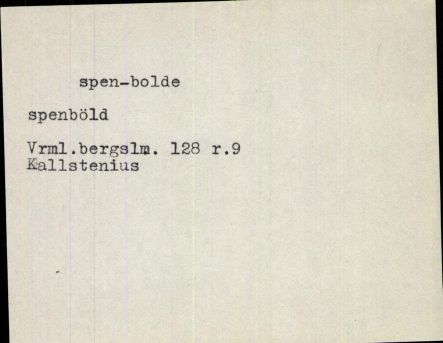 spen-bolde
spenböld
Vrml.bergslm. 128 r.9
Kallstenius